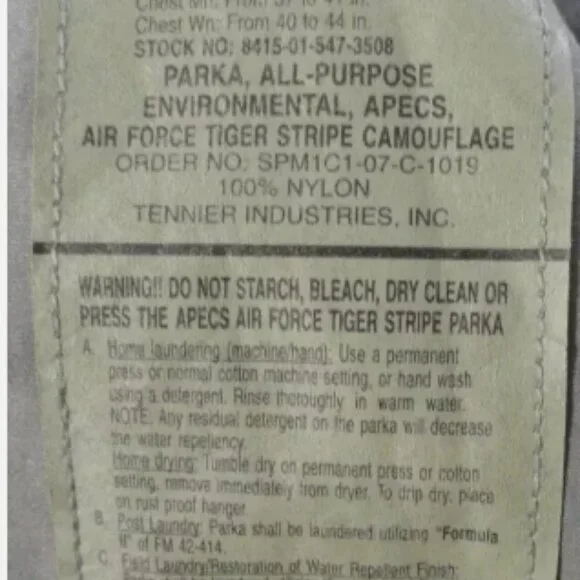 Chest Wn: From 40 to 44 in.
STOCK NO: 8415-01-547-3508
PARKA, ALL-PURPOSE
ENVIRONMENTAL, APECS,
AIR FORCE TIGER STRIPE CAMOUFLAGE
ORDER NO. SPM1C1-07-C-1019
100% NYLON
TENNIER INDUSTRIES, INC.
WARNING!! DO NOT STARCH, BLEACH, DRY CLEAN OR
PRESS THE APECS AIR FORCE TIGER STRIPE PARKA
A. Home laundering (machine/hand): Use a permanent
press or normal cotton machine setting, or hand wash
using a detergent. Rinse thoroughly in warm water.
NOTE: Any residual detergent on the parka will decrease
the water repellency.
Home drying: Tumble dry on permanent press or cotton
setting, remove immediately from dryer. To drip dry, place
on rust proof hanger.
B. Post Laundry: Parka shall be laundered utilizing "Formula
II" of FM 42-414.
C. Field Laundry/Restoration of Water Repellent Finish: